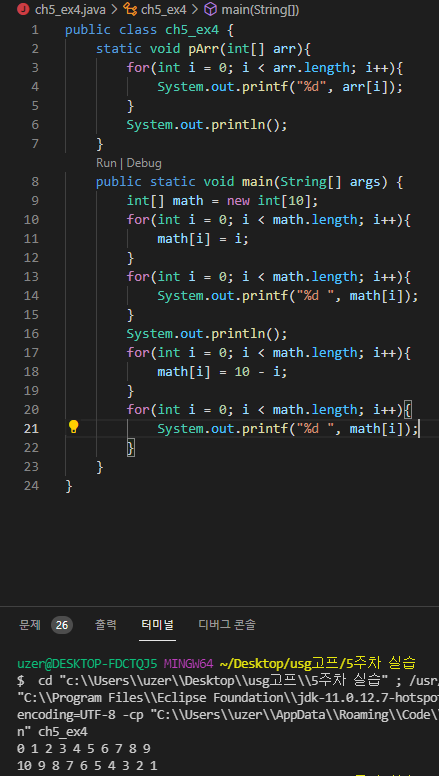 J ch5_ex4.java > ch5_ex4 > main(String[])
1 public class ch5_ex4 {
2 static void pArr(int[] arr){
3 for(int i = 0; i < arr.length; i++){
4 System.out.printf("%d", arr[i]);
5 }
6 System.out.println();
7 }
Run | Debug
8 public static void main(String[] args) {
9 int[] math = new int[10];
10 for(int i = 0; i < math.length; i++){
11 math[i] = i;
12 }
13 for(int i = 0; i < math.length; i++){
14 System.out.printf("%d ", math[i]);
15 }
16 System.out.println();
17 for(int i = 0; i < math.length; i++){
18 math[i] = 10 - i;
19 }
20 for(int i = 0; i < math.length; i++){
21 System.out.printf("%d ", math[i]);
22 }
23 }
24 }
문제 26 출력 터미널 디버그 콘솔
uzer@DESKTOP-FDCTQJ5 MINGW64 ~/Desktop/usg고프/5주차 실습
$ cd "c:\\Users\\uzer\\Desktop\\usg고프\\5주차 실습" ; /usr/
"C:\\Program Files\\Eclipse Foundation\\jdk-11.0.12.7-hotspot
encoding=UTF-8 -cp "C:\\Users\\uzer\\AppData\\Roaming\\Code\\
n" ch5_ex4
0 1 2 3 4 5 6 7 8 9
10 9 8 7 6 5 4 3 2 1